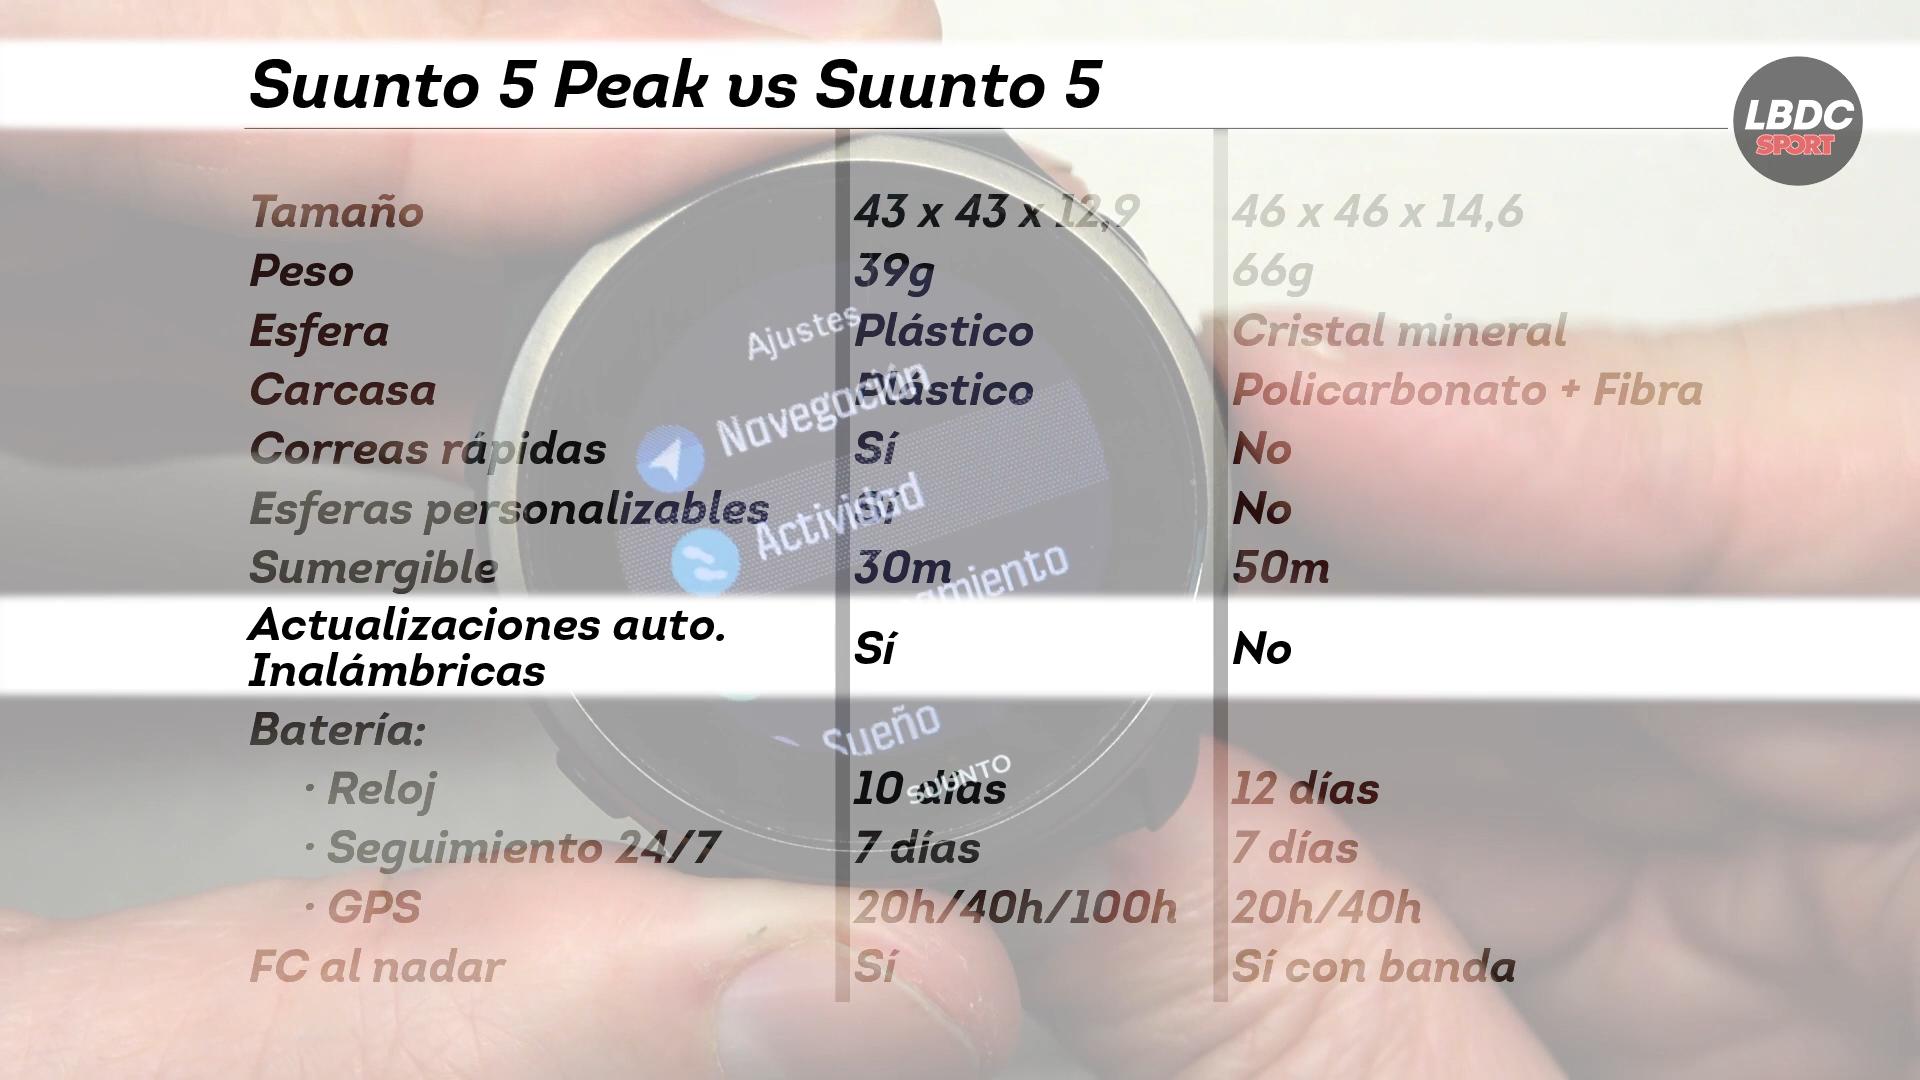 Suunto 5 Peak vs Suunto 5
LBDC
SPORT
Tamaño 43 x 43 x 12,9 46 x 46 x 14,6
Peso 39g 66g
Esfera Plástico Cristal mineral
Carcasa Plástico Policarbonato + Fibra
Correas rápidas Sí No
Esferas personalizables Sí No
Sumergible 30m 50m
Actualizaciones auto.
Inalámbricas Sí No
Batería:
· Reloj 10 días 12 días
· Seguimiento 24/7 7 días 7 días
· GPS 20h/40h/100h 20h/40h
FC al nadar Sí Sí con banda
Ajustes
Navegación
Actividad
Sueño
SUUNTO